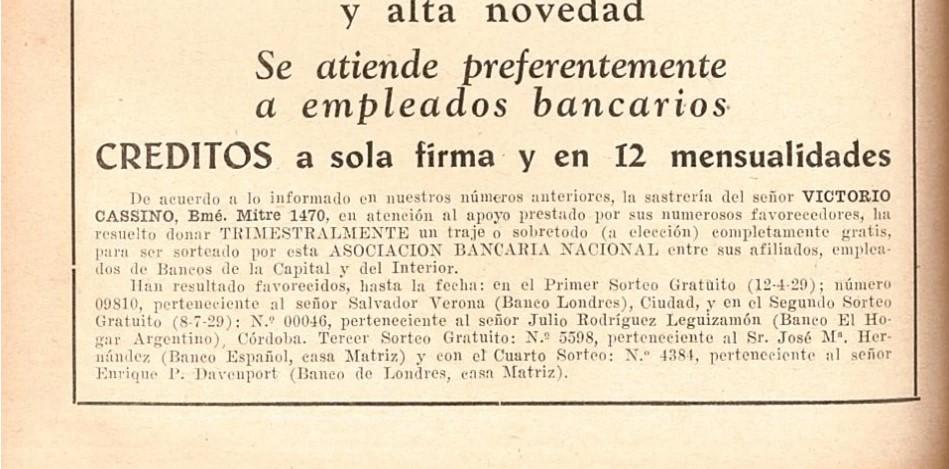 y alta novedad
Se atiende preferentemente
a empleados bancarios
CREDITOS a sola firma y en 12 mensualidades
De acuerdo a lo informado en nuestros números anteriores, la sastrería del señor VICTORIO
CASSINO, Bmé. Mitre 1470, en atención al apoyo prestado por sus numerosos favorecedores, ha
resuelto donar TRIMESTRALMENTE un traje o sobretodo (a elección) completamente gratis,
para ser sorteado por esta ASOCIACION BANCARIA NACIONAL entre sus afiliados, emplea-
dos de Bancos de la Capital y del Interior.
Han resultado favorecidos, hasta la fecha: en el Primer Sorteo Gratuito (12-4-29); número
09810, perteneciente al señor Salvador Verona (Banco Londres), Ciudad, y en el Segundo Sorteo
Gratuito (8-7-29): N.º 00046, perteneciente al señor Julio Rodríguez Leguizamón (Banco El Ho-
gar Argentino), Córdoba. Tercer Sorteo Gratuito: N.º 5598, perteneciente al Sr. José Mª. Her-
nández (Banco Español, casa Matriz) y con el Cuarto Sorteo: N.º 4384, perteneciente al señor
Enrique P. Davenport (Banco de Londres, casa Matriz).